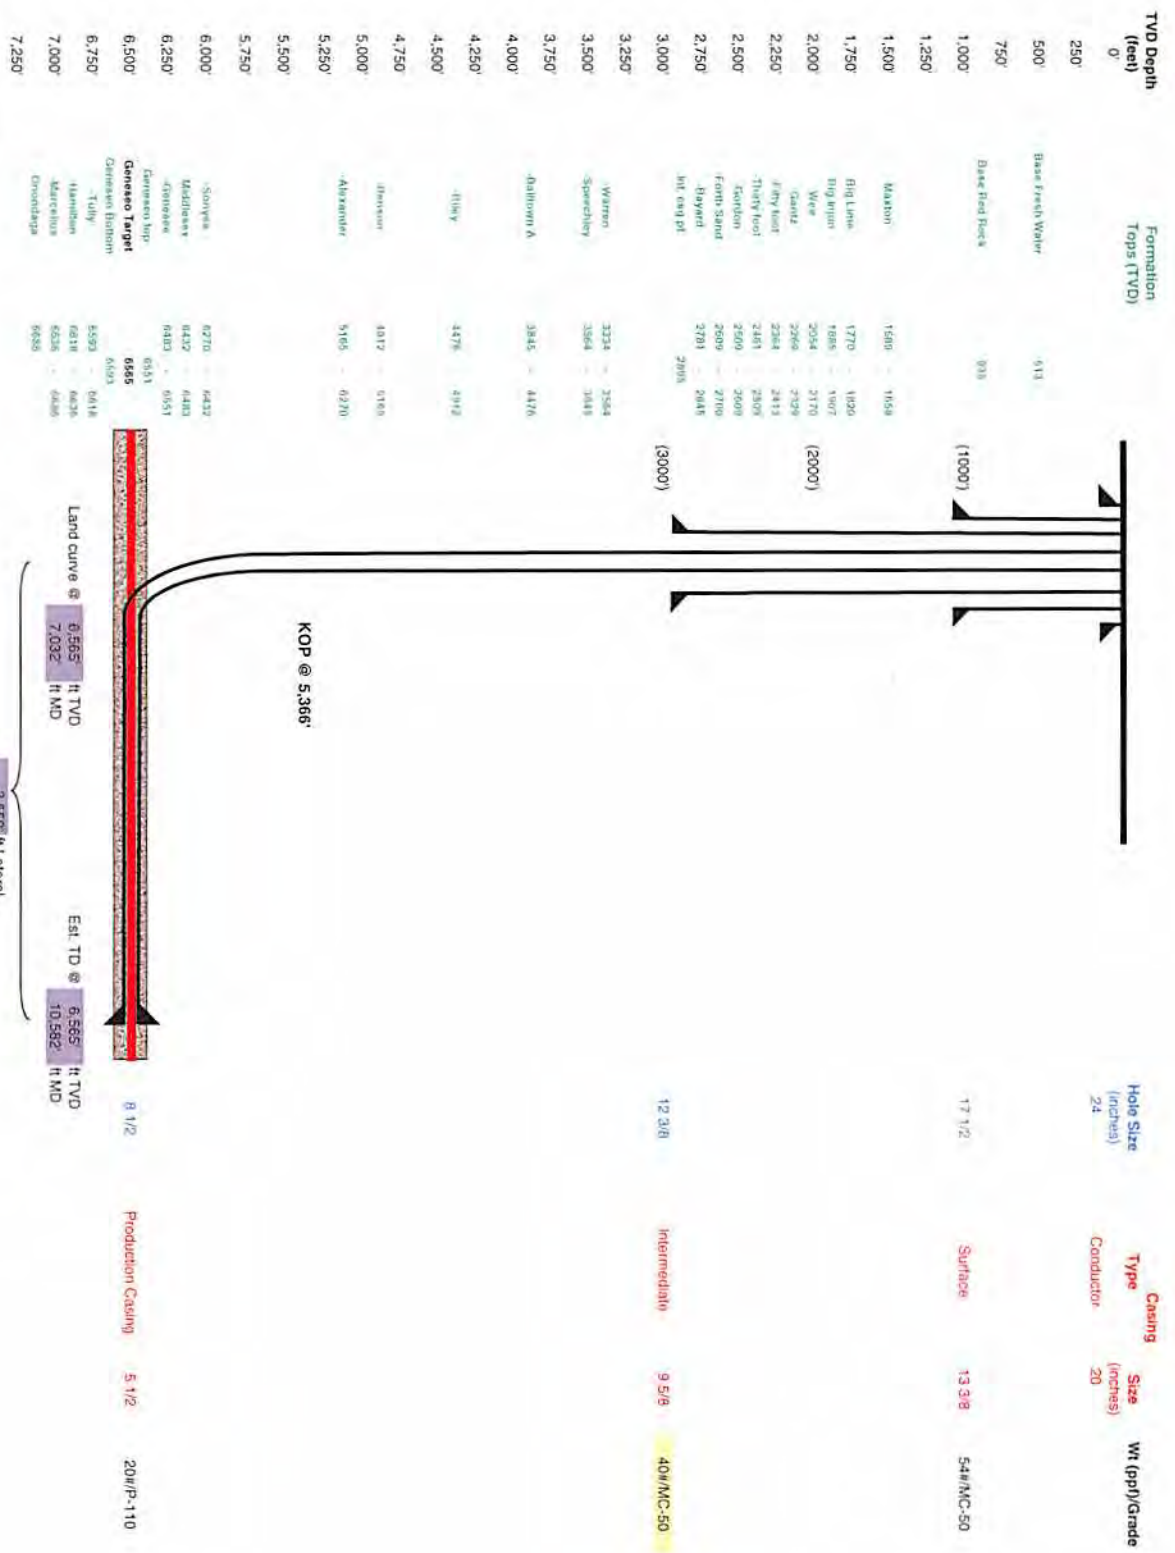 Casing
TVD Depth Formation Hole Size Type Size Wt (ppf)/Grade
(feet) Tops (TVD) (inches) (inches)
0' 24 Conductor 20
250'
500' Base Fresh Water 513
750'
Base Red Rock
1,000' (1000') 17 1/2 Surface 13 3/8 54#/MC-50
1,250'
1,500' Maxton
1,750' Big Lime 1770 - 1820
Big Injun 1885 - 1907
2,000' Weir 2054 - 2170 (2000')
Gantz 2269 - 2329
2,250' Fifty foot 2364 - 2413
-Thirty foot 2461 - 2509
2,500' -Gordon 2509 - 2609
-Forth Sand 2609 - 2700
2,750' -Bayard 2781 - 2845
Int. csg pt 2895
3,000' (3000') 12 3/8 Intermediate 9 5/8 40#/MC-50
3,250'
-Warren 3334 - 3564
3,500' Speechley 3564 - 3845
3,750'
-Balltown A 3845 - 4476
4,000'
4,250'
-Riley 4476 - 4912
4,500'
4,750'
-Benson 4912 - 5165
5,000'
-Alexander 5165 - 6270
5,250'
KOP @ 5,366'
5,500'
5,750'
6,000' -Sonyea 6270 - 6432
Middlesex 6432 - 6483
6,250' -Genesee 6483 - 6551
Geneseo top 6551
6,500' Geneseo Target 6565 8 1/2 Production Casing 5 1/2 20#/P-110
Geneseo Bottom 6593
6,750' -Tully 6593 - 6618
-Hamilton 6618 - 6636
7,000' -Marcellus 6636 - 6686
Onondaga 6686
7,250'
Land curve @ 6,565' ft TVD
7,032' ft MD
Est. TD @ 6,565' ft TVD
10,582' ft MD
ft Lateral